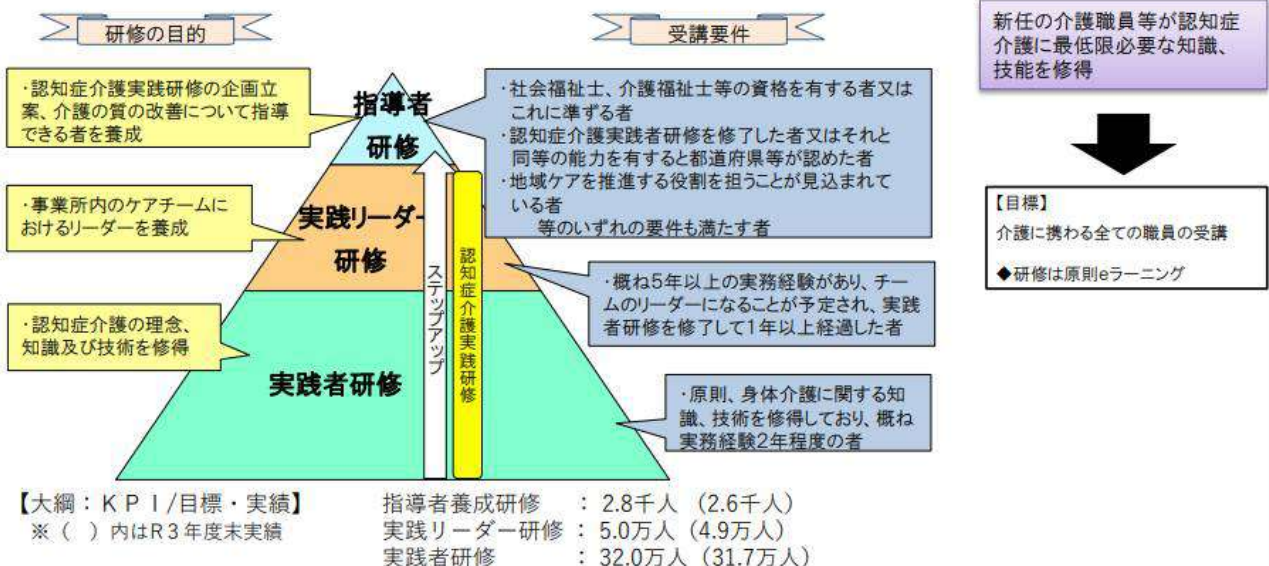 研修の目的
受講要件
・認知症介護実践研修の企画立
案、介護の質の改善について指導
できる者を養成
・事業所内のケアチームに
おけるリーダーを養成
・認知症介護の理念、
知識及び技術を修得
指導者
研修
実践リーダー
研修
実践者研修
ステップアップ
認知症介護実践研修
・社会福祉士、介護福祉士等の資格を有する者又は
これに準ずる者
・認知症介護実践者研修を修了した者又はそれと
同等の能力を有すると都道府県等が認めた者
・地域ケアを推進する役割を担うことが見込まれて
いる者
等のいずれの要件も満たす者
・概ね5年以上の実務経験があり、チー
ムのリーダーになることが予定され、実践
者研修を修了して1年以上経過した者
・原則、身体介護に関する知
識、技術を修得しており、概ね
実務経験2年程度の者
新任の介護職員等が認知症
介護に最低限必要な知識、
技能を修得
【目標】
介護に携わる全ての職員の受講
◆研修は原則eラーニング
【大綱：ＫＰＩ/目標・実績】
※（　）内はR３年度末実績
指導者養成研修　　：2.8千人（2.6千人）
実践リーダー研修：5.0万人（4.9万人）
実践者研修　　　　：32.0万人（31.7万人）